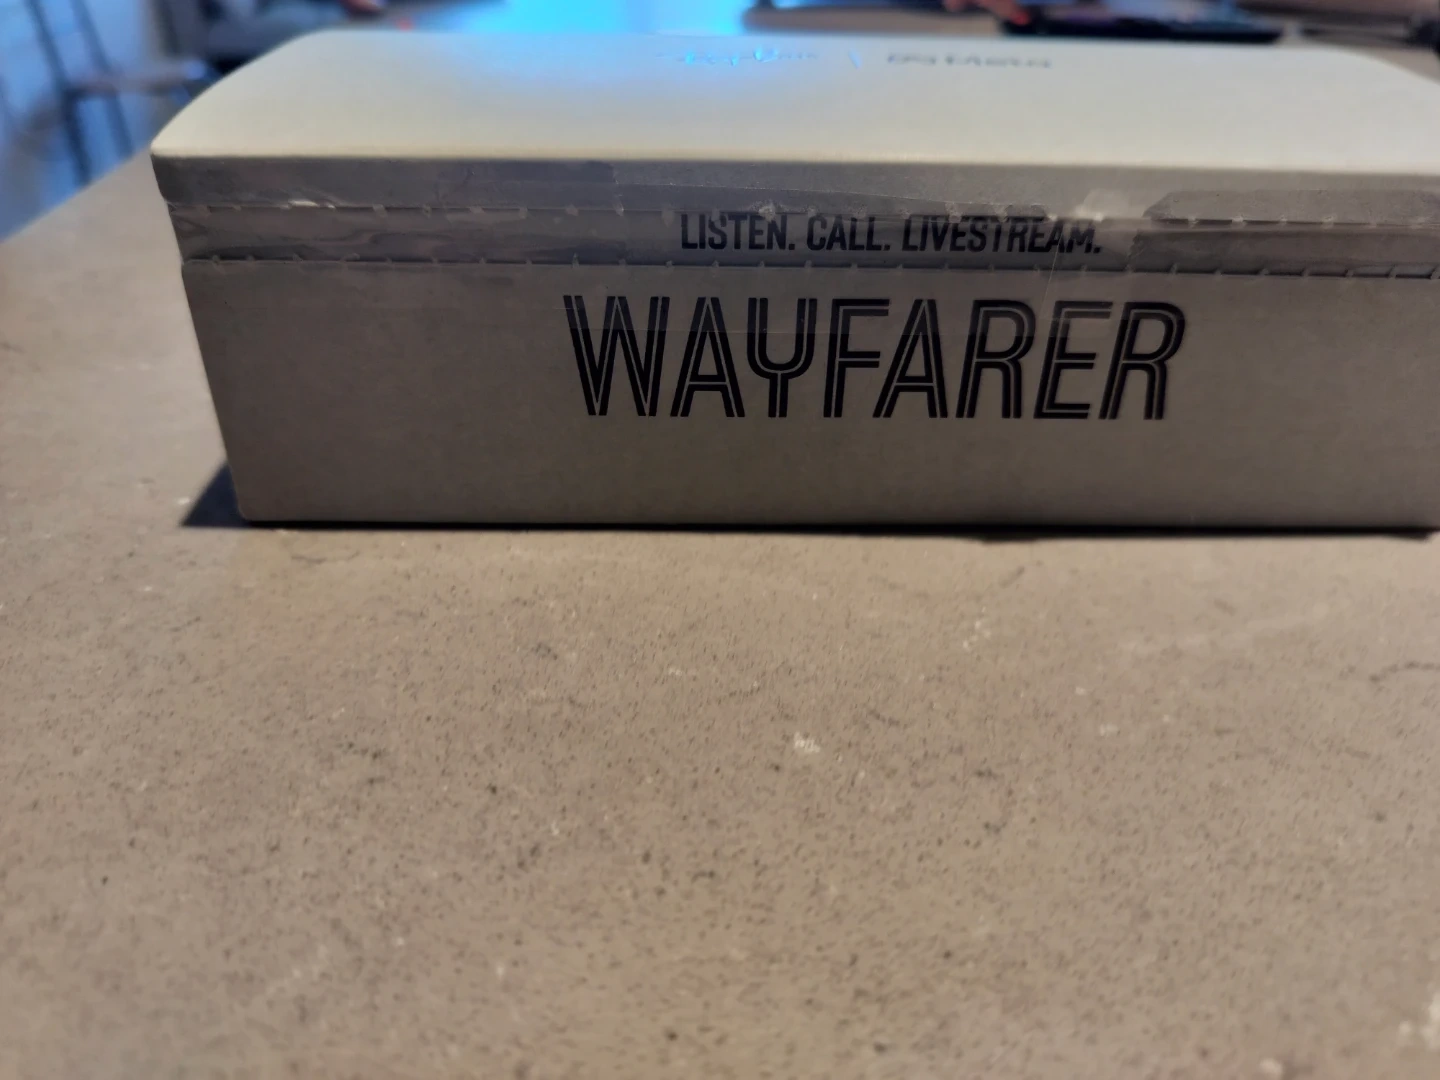 LISTEN. CALL. LIVESTREAM.
WAYFARER